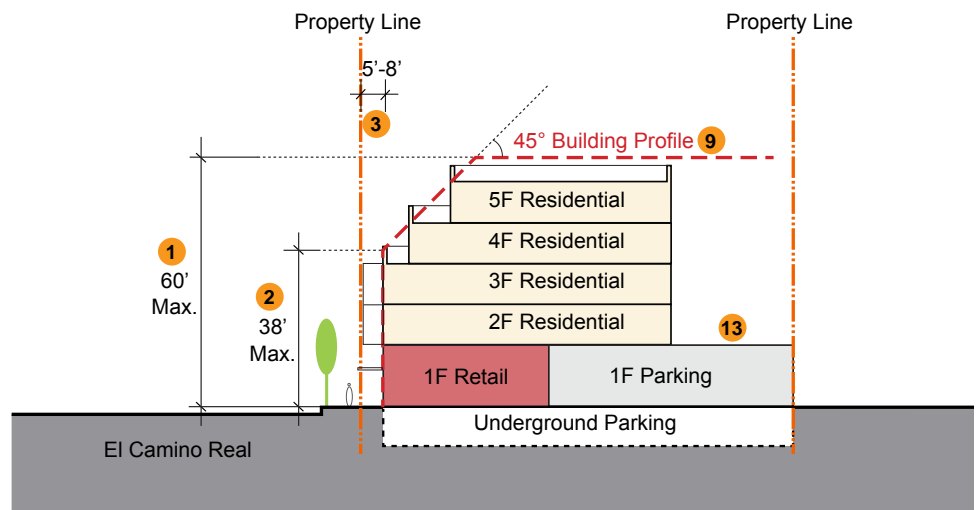 Property Line
Property Line
5’-8’
3
45° Building Profile 9
5F Residential
4F Residential
1
60’
Max.
3F Residential
2
38’
Max.
2F Residential
13
1F Retail
1F Parking
Underground Parking
El Camino Real